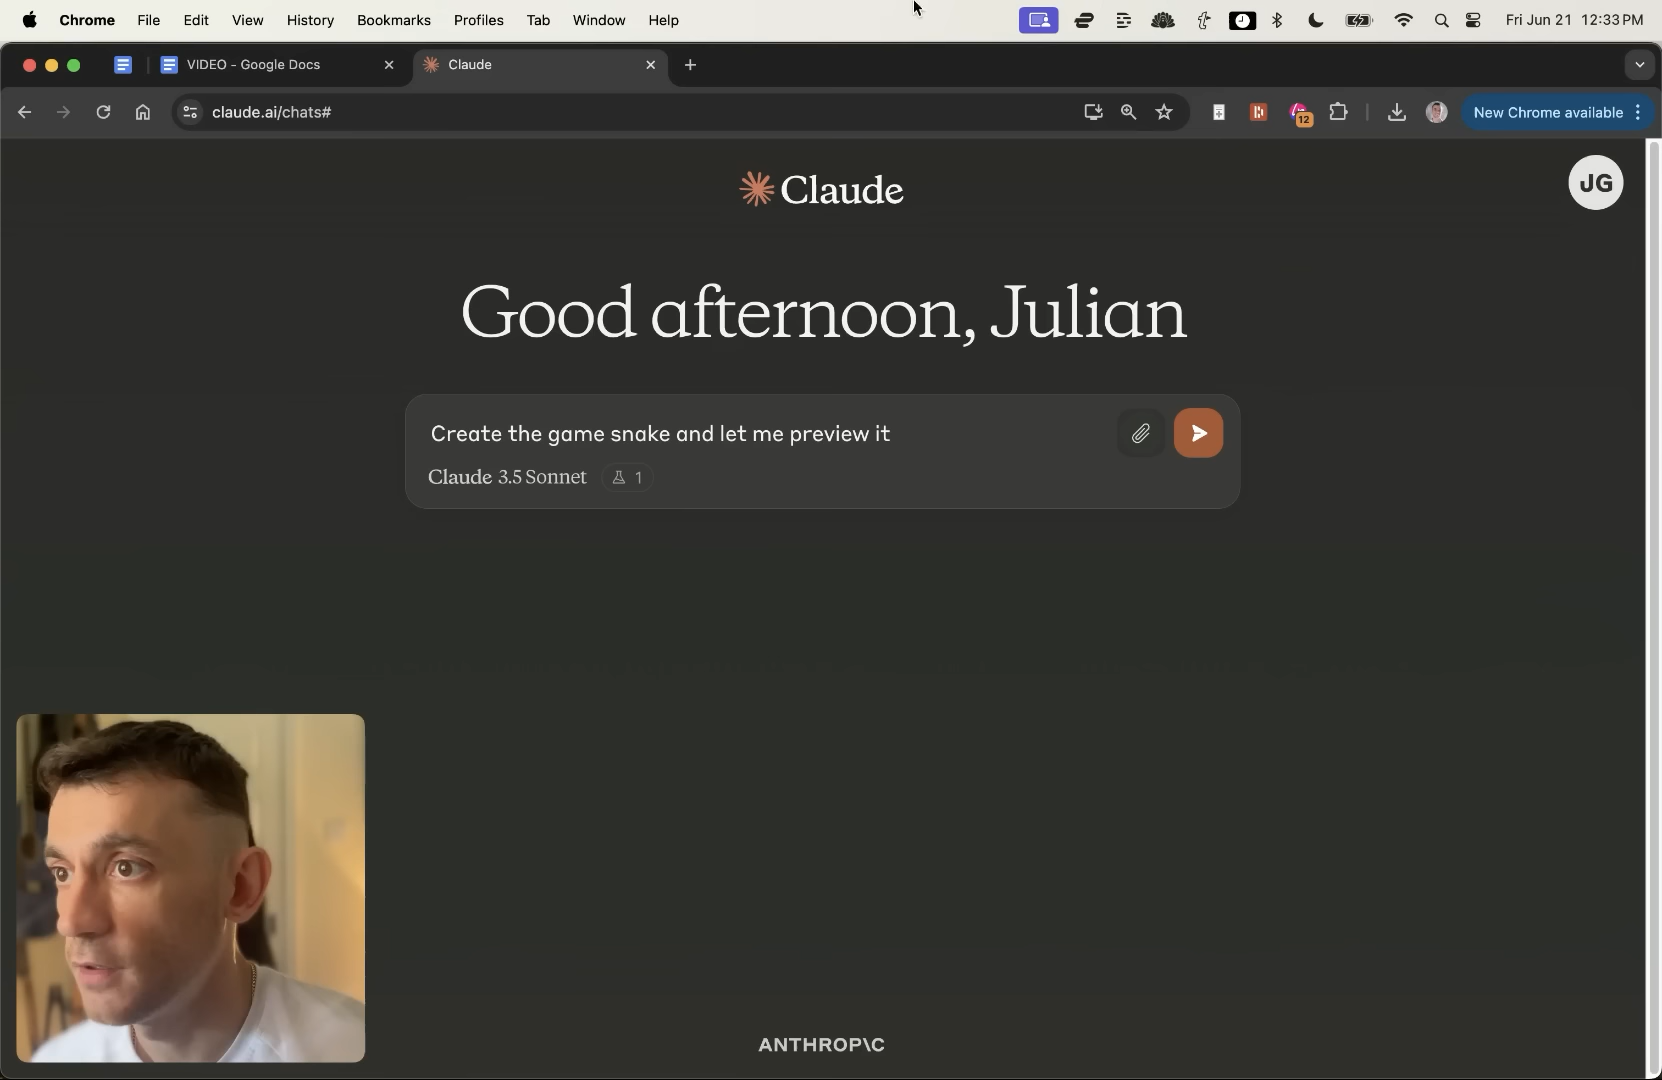 Chrome File Edit View History Bookmarks Profiles Tab Window Help Fri Jun 21 12:33 PM
VIDEO - Google Docs Claude
claude.ai/chats# 12 New Chrome available
Claude
JG
Good afternoon, Julian
Create the game snake and let me preview it
Claude 3.5 Sonnet 1
ANTHROP\C